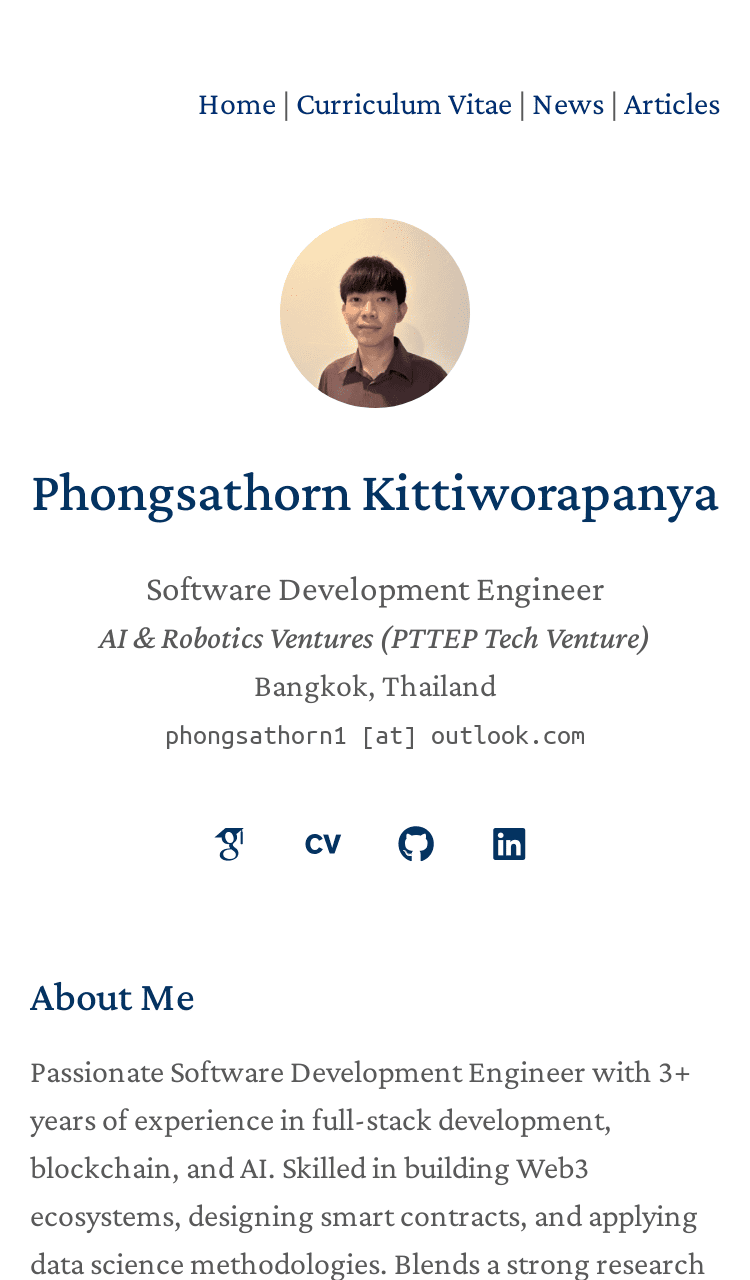 Home | Curriculum Vitae | News | Articles
Phongsathorn Kittiworapanya
Software Development Engineer
AI & Robotics Ventures (PTTEP Tech Venture)
Bangkok, Thailand
phongsathorn1 [at] outlook.com
CV
in
About Me
Passionate Software Development Engineer with 3+
years of experience in full-stack development,
blockchain, and AI. Skilled in building Web3
ecosystems, designing smart contracts, and applying
data science methodologies. Blends a strong research